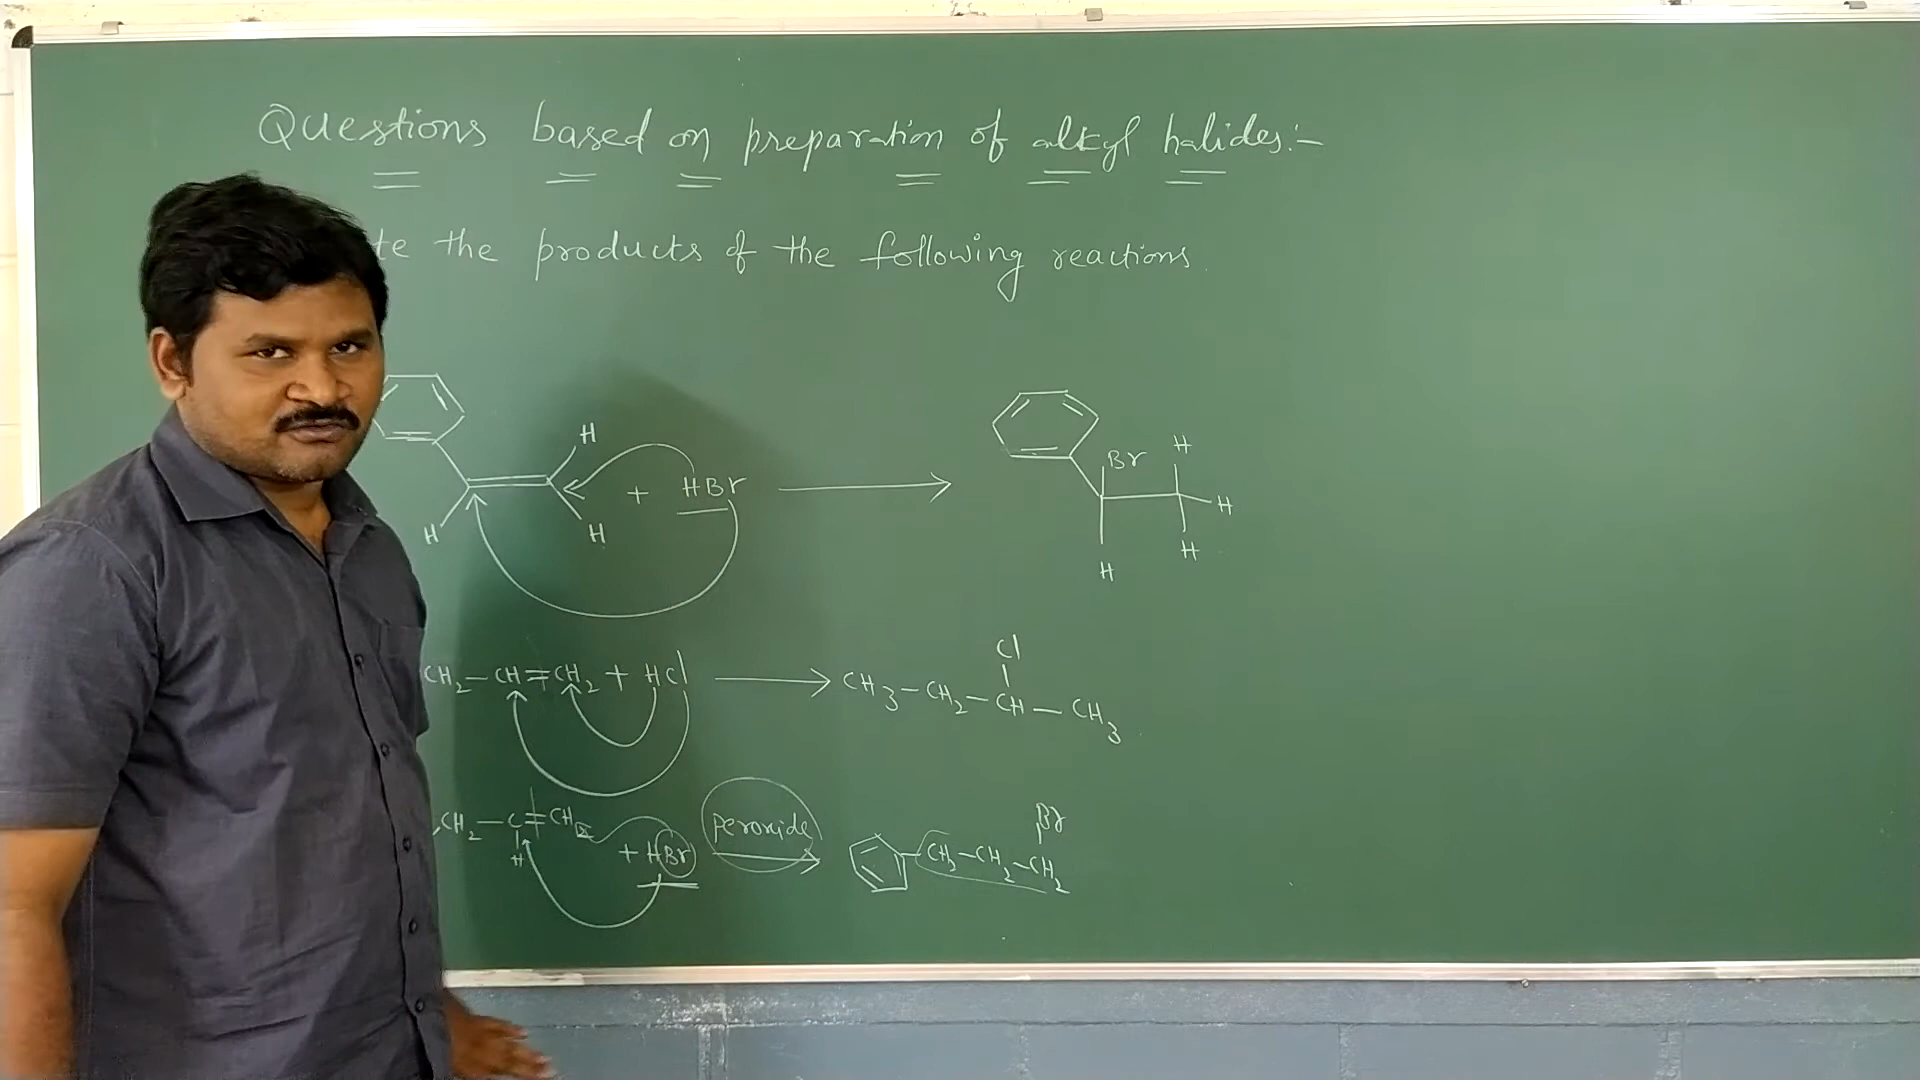 Questions based on preparation of alkyl halides:-
te the products of the following reactions.
H
H H + HBr → Br H H H H
CH2-CH=CH2 + HCl → CH3-CH2-CH-CH3
Cl
CH2-C=CH
H
+ HBr
peroxide
CH2-CH2-CH2
Br